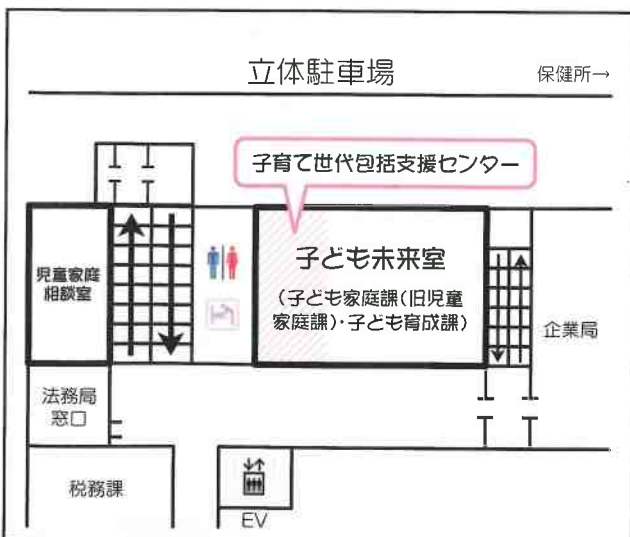 立体駐車場
保健所→
子育て世代包括支援センター
児童家庭
相談室
子ども未来室
（子ども家庭課(旧児童
家庭課)・子ども育成課）
企業局
法務局
窓口
税務課
EV